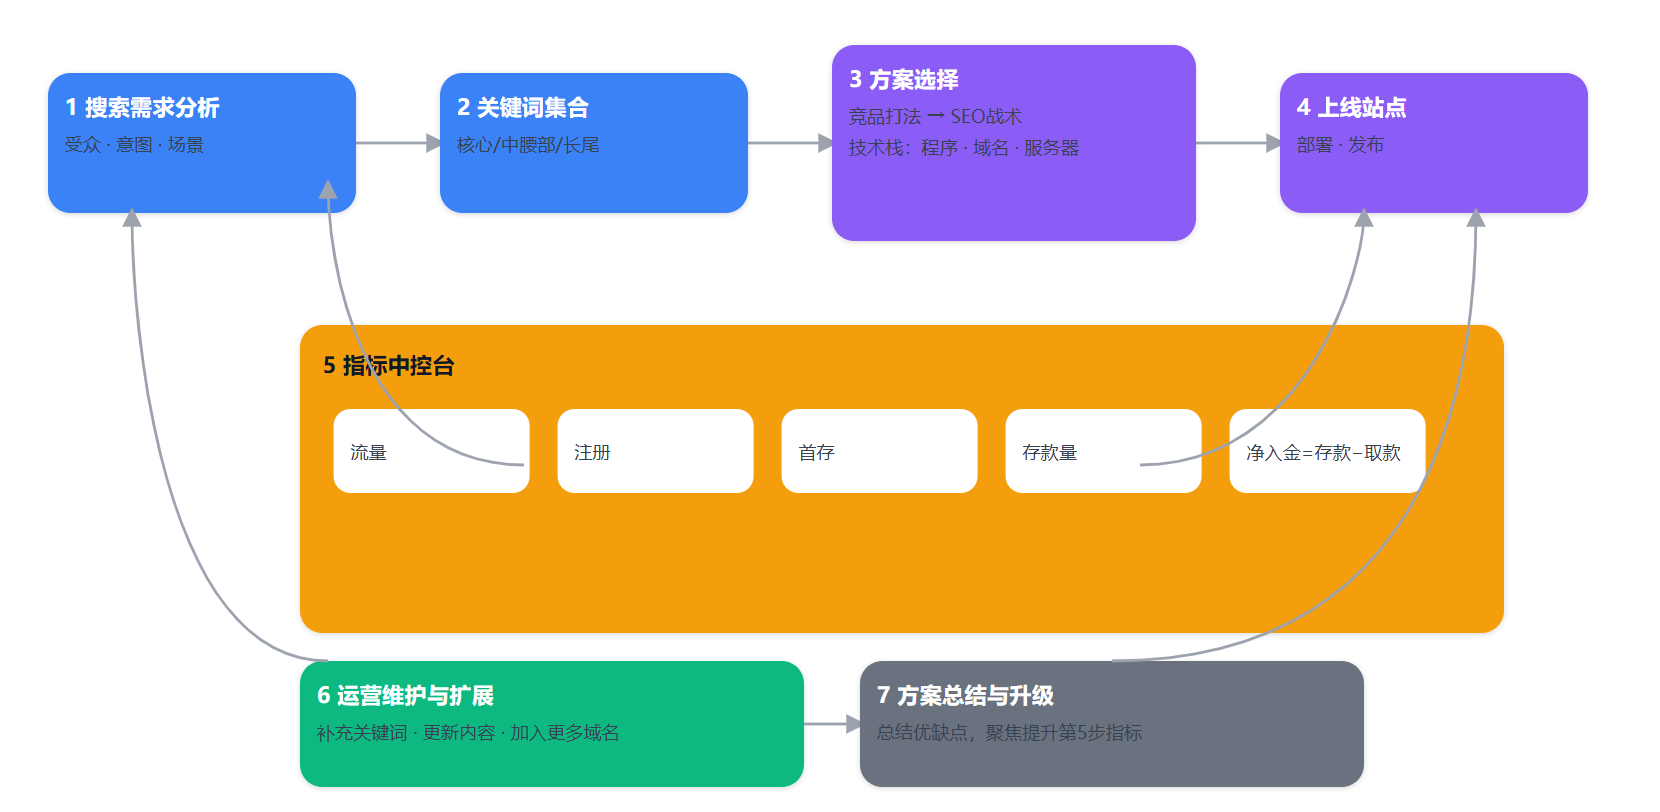 1 搜索需求分析
受众 · 意图 · 场景
2 关键词集合
核心/中腰部/长尾
3 方案选择
竞品打法 → SEO战术
技术栈：程序 · 域名 · 服务器
4 上线站点
部署 · 发布
5 指标中控台
流量
注册
首存
存款量
净入金=存款−取款
6 运营维护与扩展
补充关键词 · 更新内容 · 加入更多域名
7 方案总结与升级
总结优缺点，聚焦提升第5步指标